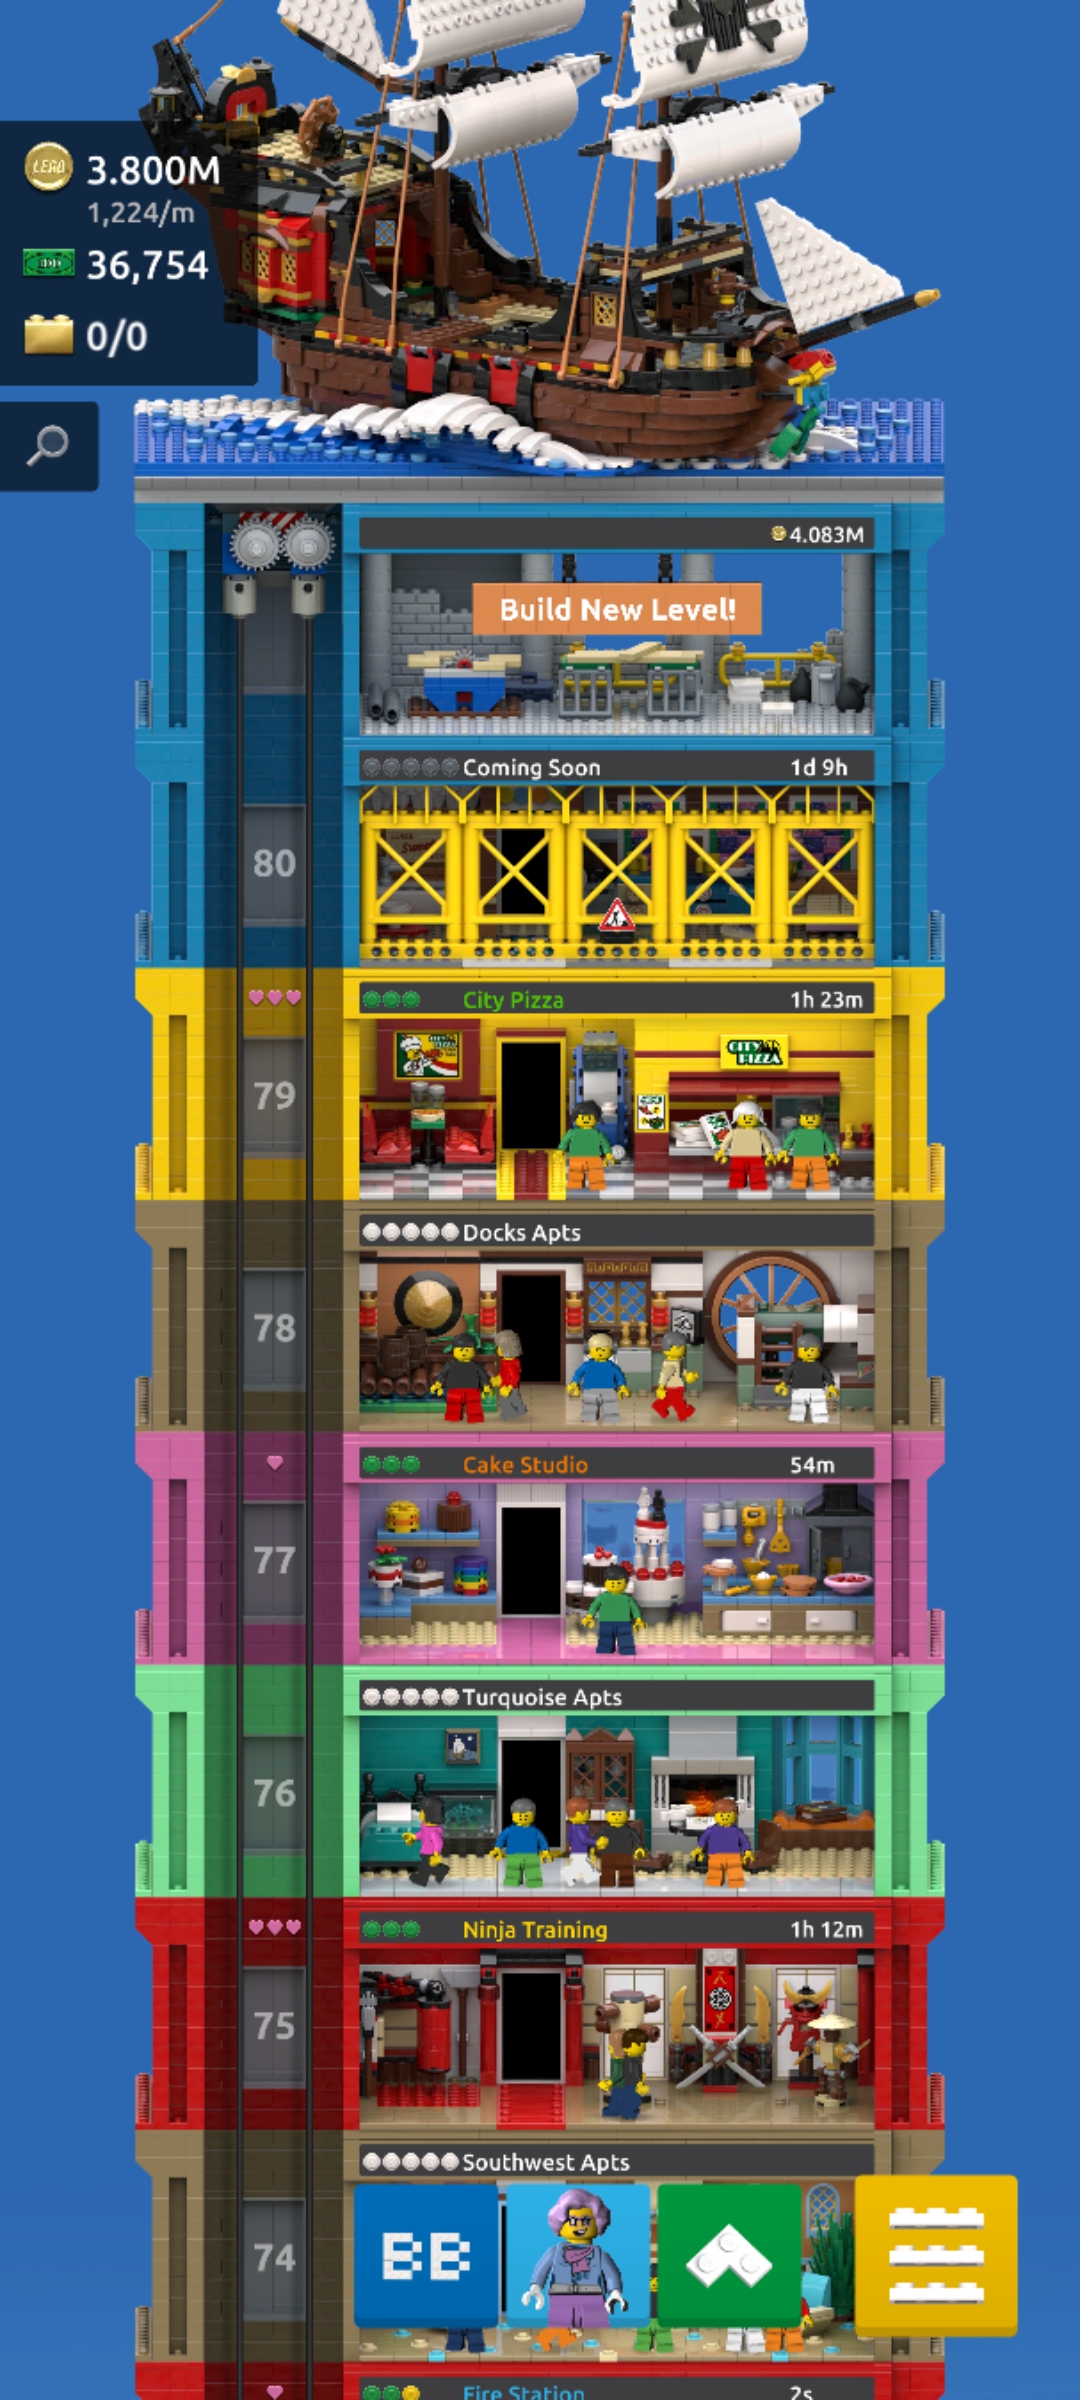 LEGO
3.800M
1,224/m
36,754
0/0
4.083M
Build New Level!
Coming Soon
1d 9h
80
City Pizza
1h 23m
CITY PIZZA
79
Docks Apts
78
Cake Studio
54m
77
Turquoise Apts
76
Ninja Training
1h 12m
75
Southwest Apts
74
BB
Fire Station
2s